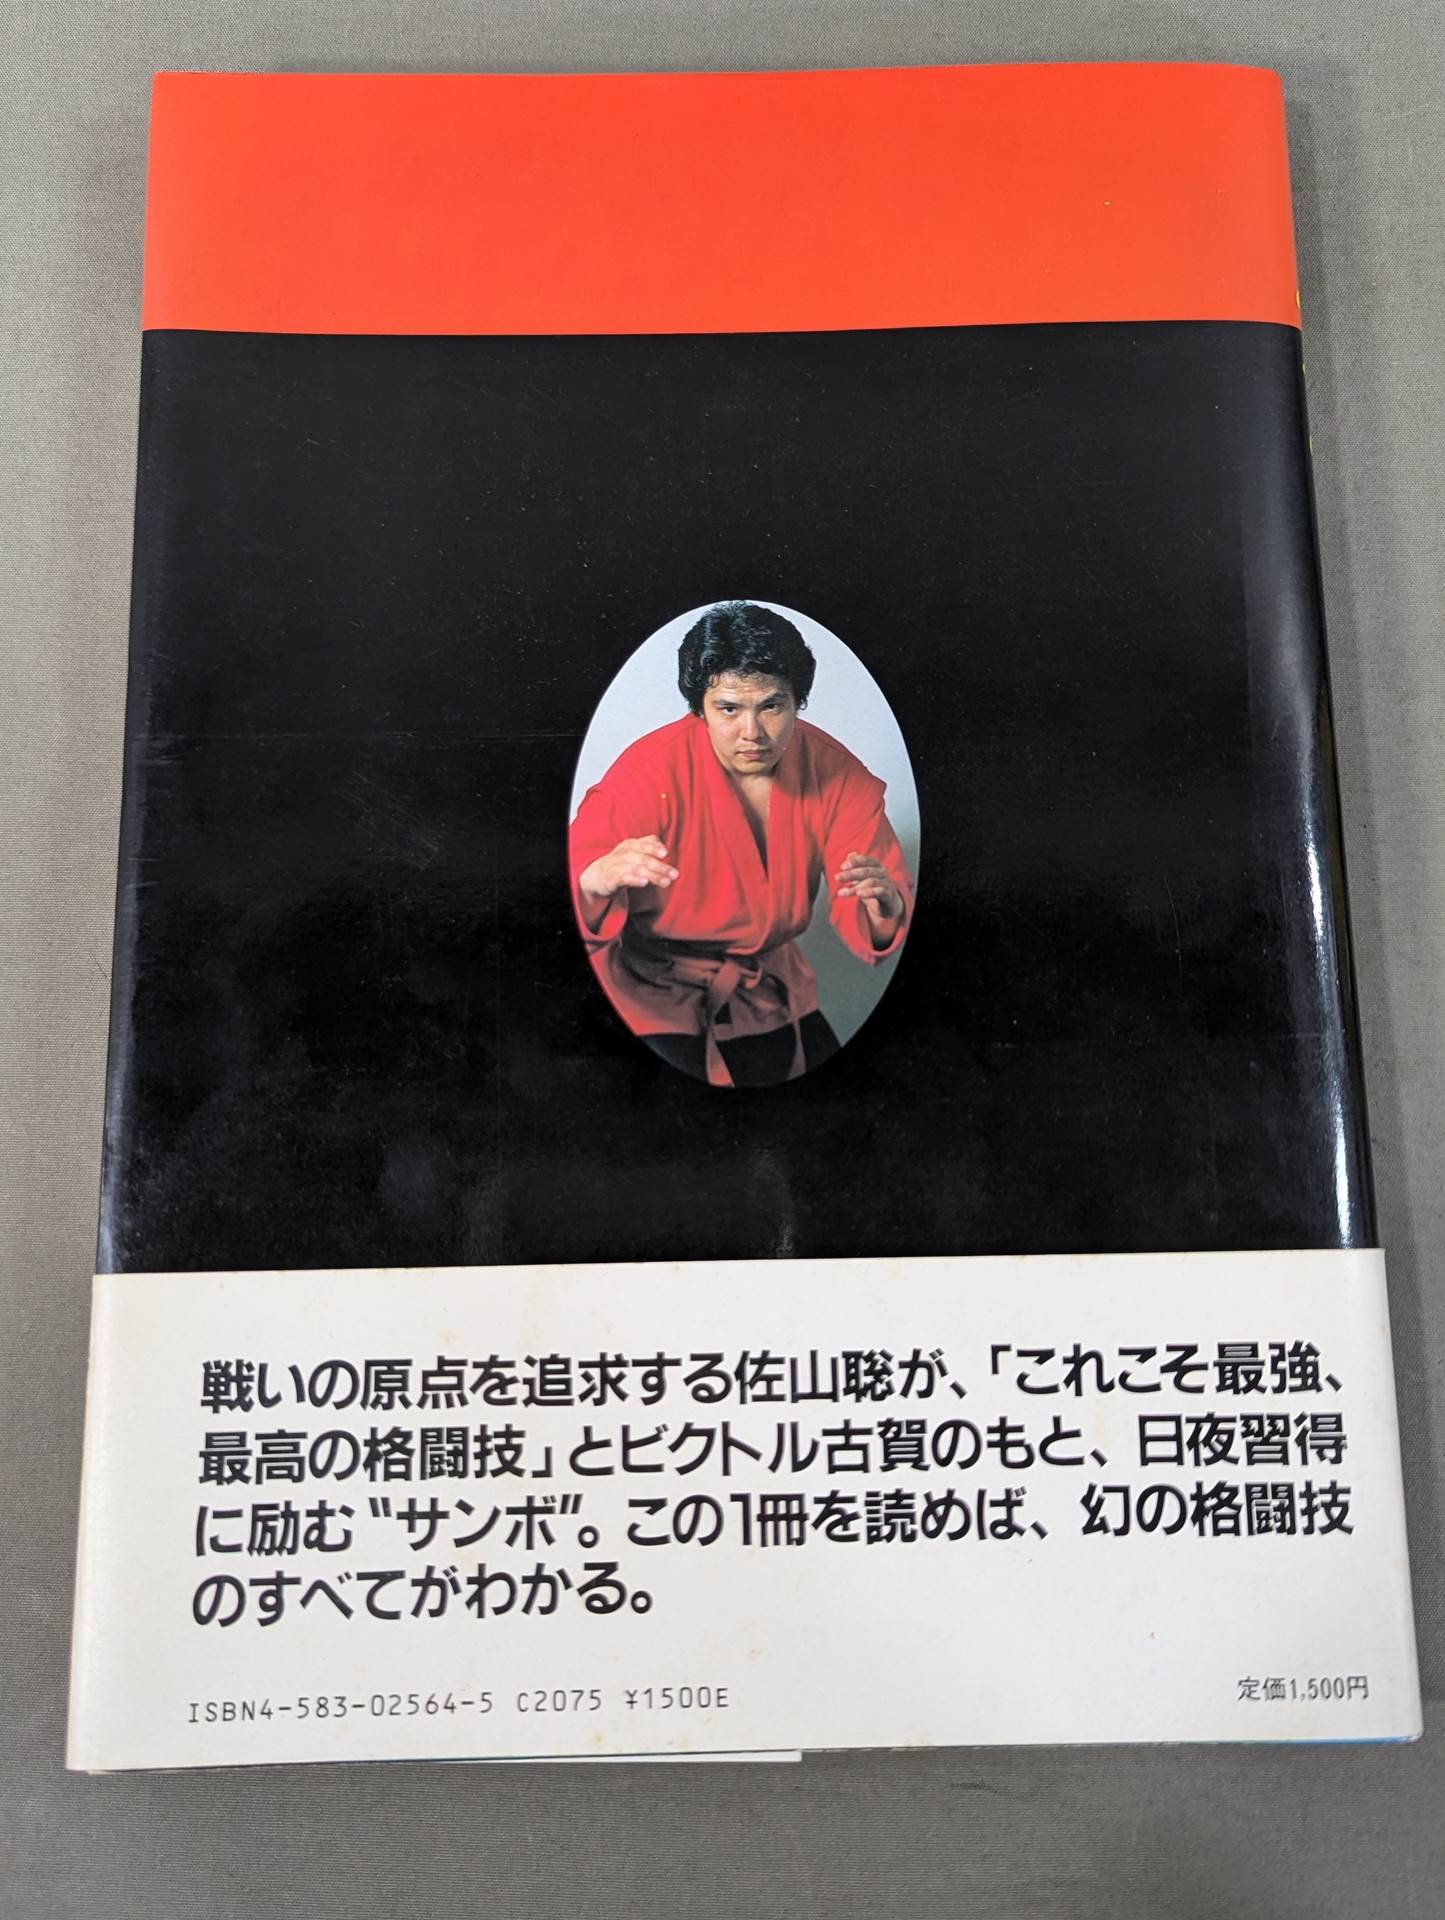 戦いの原点を追求する佐山聡が、「これこそ最強、
最高の格闘技」とビクトル古賀のもと、日夜習得
に励む“サンボ”。この1冊を読めば、幻の格闘技
のすべてがわかる。
ISBN4-583-02564-5 C2075 ¥1500E
定価1,500円